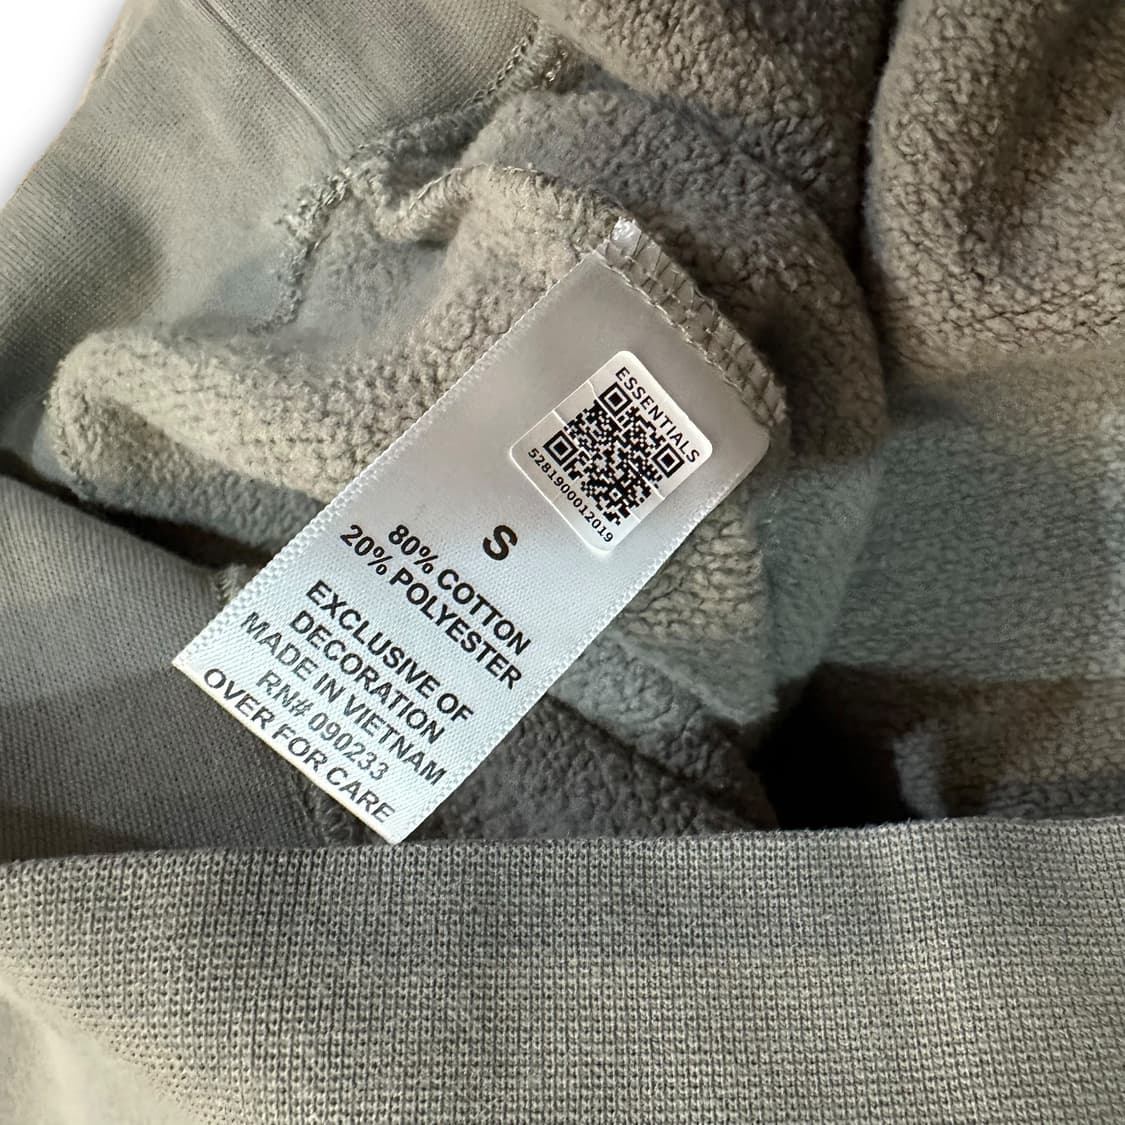 ESSENTIALS
5281900012019
S
80% COTTON
20% POLYESTER
EXCLUSIVE OF
DECORATION
MADE IN VIETNAM
RN# 090233
OVER FOR CARE